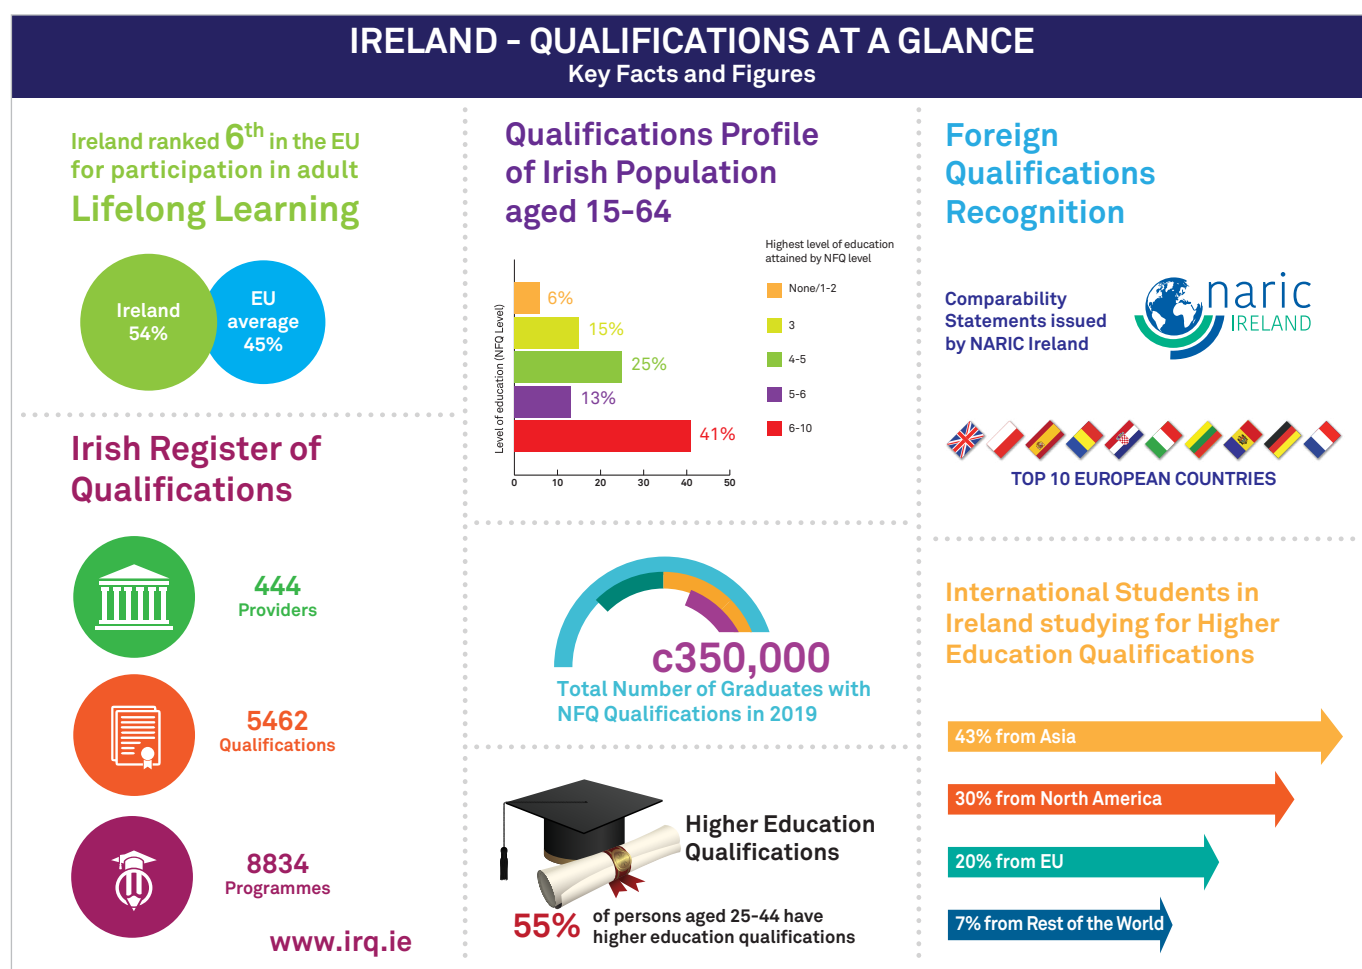 IRELAND - QUALIFICATIONS AT A GLANCE
Key Facts and Figures
Ireland ranked 6th in the EU
for participation in adult
Lifelong Learning
Ireland
54%
EU
average
45%
Irish Register of
Qualifications
444
Providers
5462
Qualifications
8834
Programmes
www.irq.ie
Qualifications Profile
of Irish Population
aged 15-64
Highest level of education
attained by NFQ level
Level of education (NFQ Level)
6%
15%
25%
13%
41%
None/1-2
3
4-5
5-6
6-10
0 10 20 30 40 50
c350,000
Total Number of Graduates with
NFQ Qualifications in 2019
Higher Education
Qualifications
55% of persons aged 25-44 have
higher education qualifications
Foreign
Qualifications
Recognition
Comparability
Statements issued
by NARIC Ireland
naric
IRELAND
TOP 10 EUROPEAN COUNTRIES
International Students in
Ireland studying for Higher
Education Qualifications
43% from Asia
30% from North America
20% from EU
7% from Rest of the World